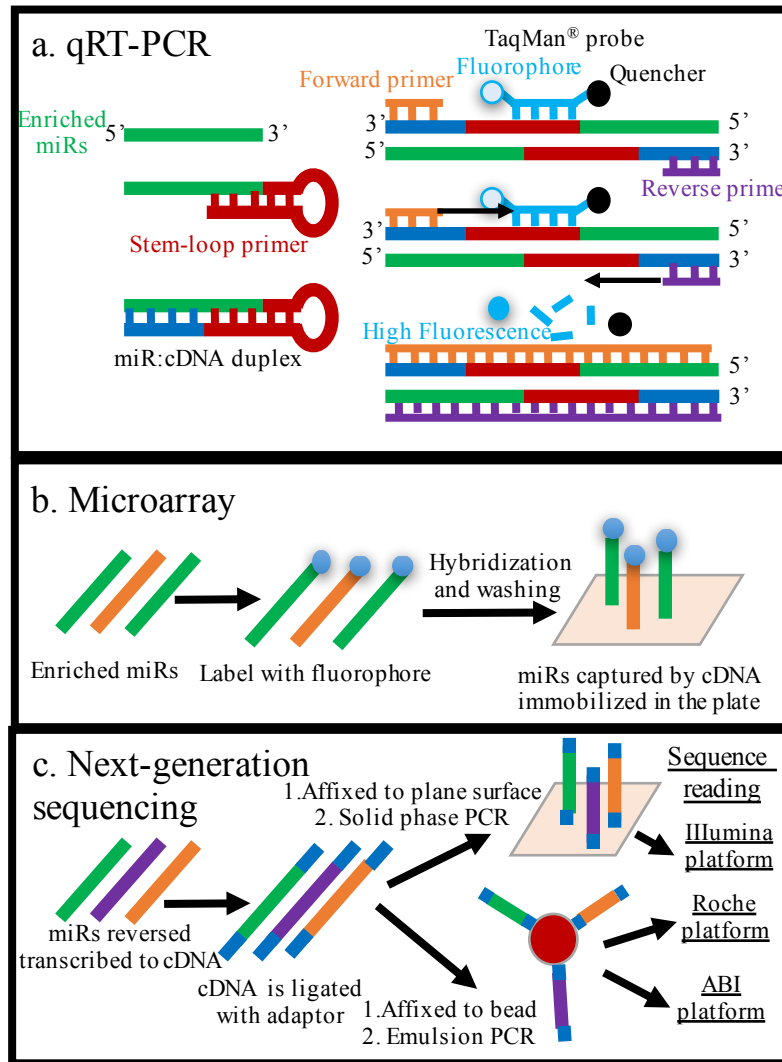 a. qRT-PCR
Enriched
miRs
5’
3’
Stem-loop primer
miR:cDNA duplex
TaqMan® probe
Forward primer
Fluorophore
Quencher
3’
5’
5’
3’
Reverse prime
3’
5’
5’
3’
High Fluorescence
5’
3’
b. Microarray
Enriched miRs
Label with fluorophore
Hybridization
and washing
miRs captured by cDNA
immobilized in the plate
c. Next-generation
sequencing
miRs reversed
transcribed to cDNA
cDNA is ligated
with adaptor
1.Affixed to plane surface
2. Solid phase PCR
1.Affixed to bead
2. Emulsion PCR
Sequence
reading
IIlumina
platform
Roche
platform
ABI
platform